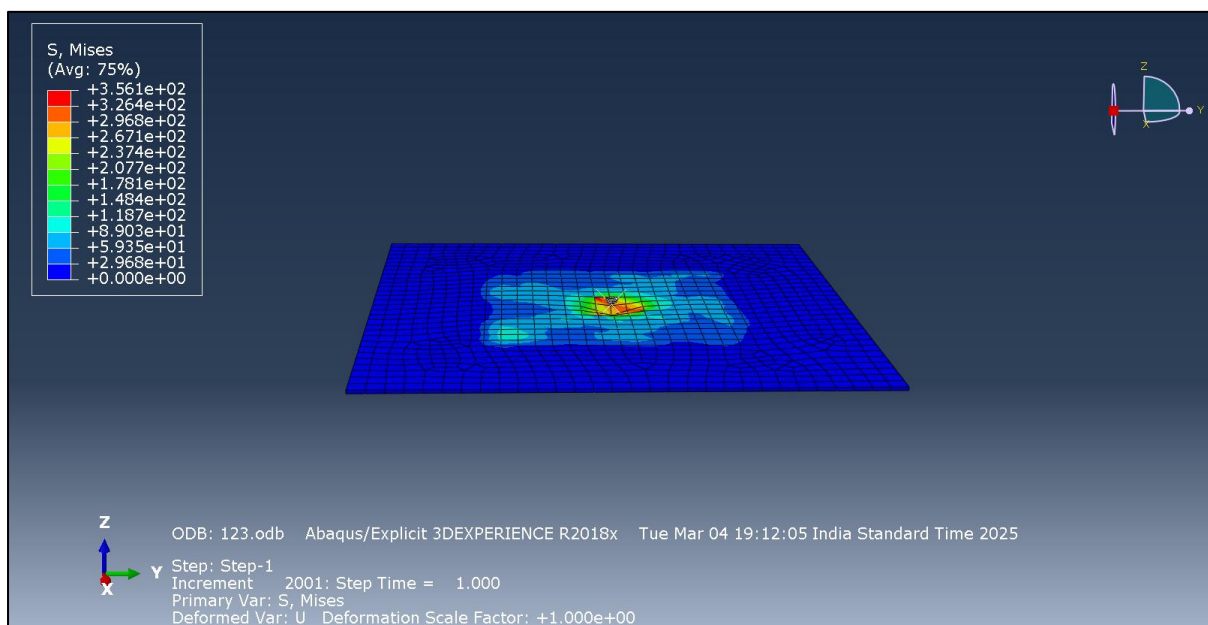 S, Mises
(Avg: 75%)
+3.561e+02
+3.264e+02
+2.968e+02
+2.671e+02
+2.374e+02
+2.077e+02
+1.781e+02
+1.484e+02
+1.187e+02
+8.903e+01
+5.935e+01
+2.968e+01
+0.000e+00
Z
Y
X
Z
Y
X
ODB: 123.odb Abaqus/Explicit 3DEXPERIENCE R2018x Tue Mar 04 19:12:05 India Standard Time 2025
Step: Step-1
Increment 2001: Step Time = 1.000
Primary Var: S, Mises
Deformed Var: U Deformation Scale Factor: +1.000e+00